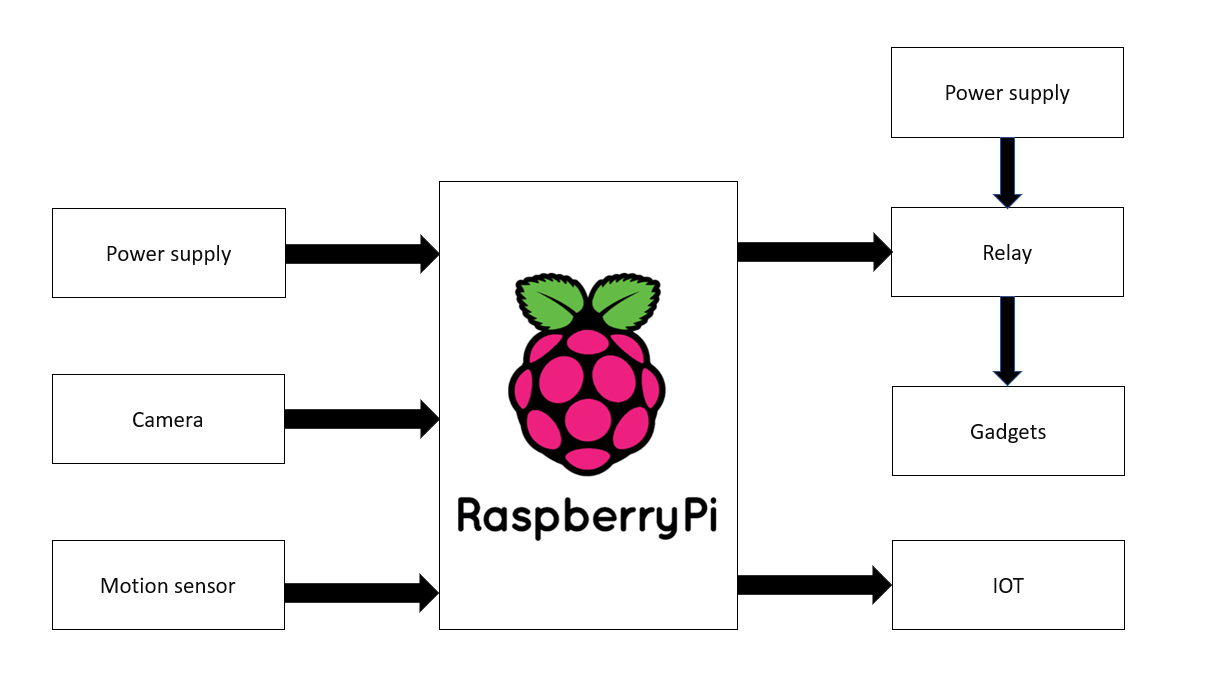 Power supply
Power supply
Relay
Camera
Gadgets
RaspberryPi
Motion sensor
IOT